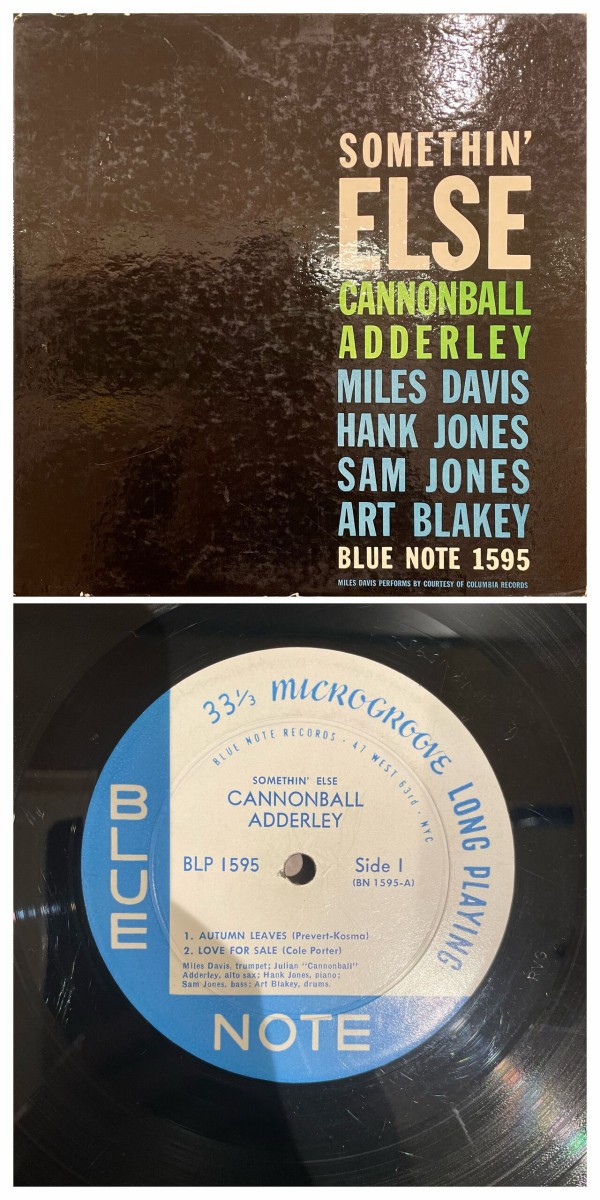 SOMETHIN'
ELSE
CANNONBALL
ADDERLEY
MILES DAVIS
HANK JONES
SAM JONES
ART BLAKEY
BLUE NOTE 1595
MILES DAVIS PERFORMS BY COURTESY OF COLUMBIA RECORDS
33 1/3 MICROGROOVE LONG PLAYING
BLUE NOTE RECORDS · 47 WEST 63rd · NYC
SOMETHIN' ELSE
CANNONBALL
ADDERLEY
BLP 1595
Side 1
(BN 1595-A)
1. AUTUMN LEAVES (Prevert-Kosma)
2. LOVE FOR SALE (Cole Porter)
Miles Davis, trumpet; Julian "Cannonball"
Adderley, alto sax; Hank Jones, piano;
Sam Jones, bass; Art Blakey, drums.
BLUE
NOTE
RVG